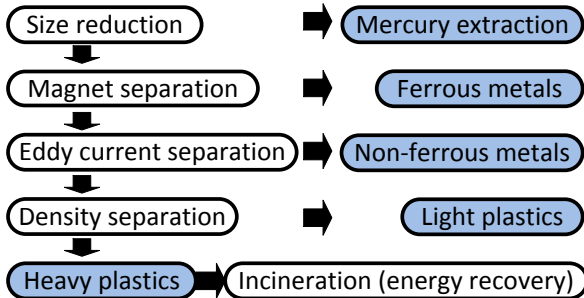 Size reduction
Mercury extraction
Magnet separation
Ferrous metals
Eddy current separation
Non-ferrous metals
Density separation
Light plastics
Heavy plastics
Incineration (energy recovery)